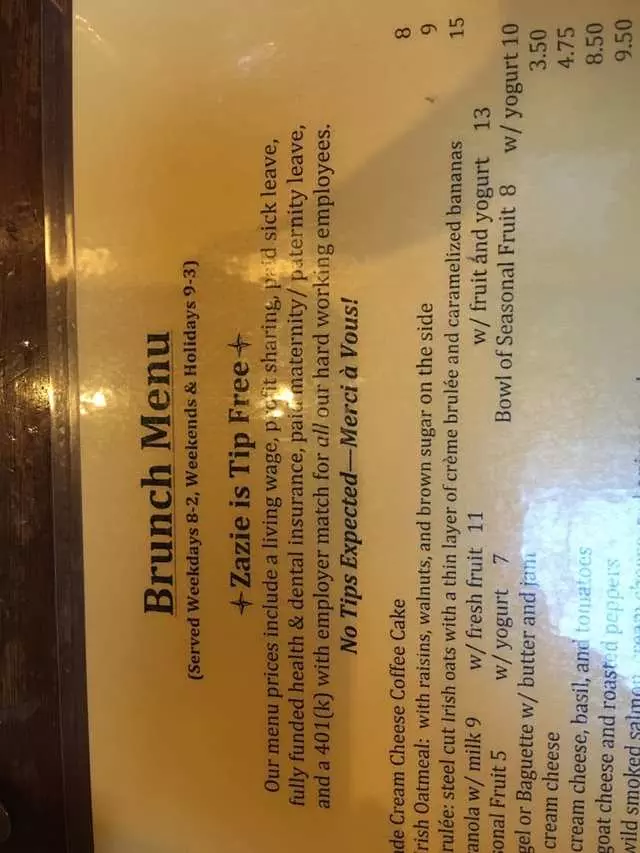 Brunch Menu
(Served Weekdays 8-2, Weekends & Holidays 9-3)
Zazie is Tip Free
Our menu prices include a living wage, profit sharing, paid sick leave,
fully funded health & dental insurance, paid maternity/ paternity leave,
and a 401(k) with employer match for all our hard working employees.
No Tips Expected—Merci à Vous!
de Cream Cheese Coffee Cake 8
rish Oatmeal: with raisins, walnuts, and brown sugar on the side 9
rulée: steel cut Irish oats with a thin layer of crème brulée and caramelized bananas 15
anola w/ milk 9 w/ fresh fruit 11 w/ fruit and yogurt 13
sonal Fruit 5 w/ yogurt 7 Bowl of Seasonal Fruit 8 w/ yogurt 10
gel or Baguette w/ butter and jam 3.50
cream cheese 4.75
cream cheese, basil, and tomatoes 8.50
goat cheese and roasted peppers 9.50
wild smoked salmon